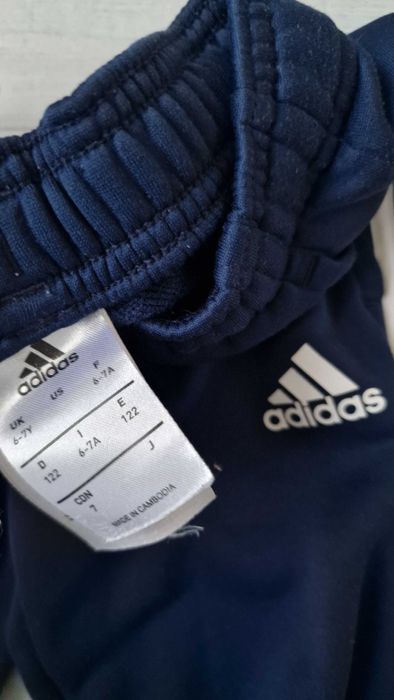 adidas
UK US F
6-7Y 6-7A
D I E
122 6-7A 122
CDN J
7
MADE IN CAMBODIA
adidas